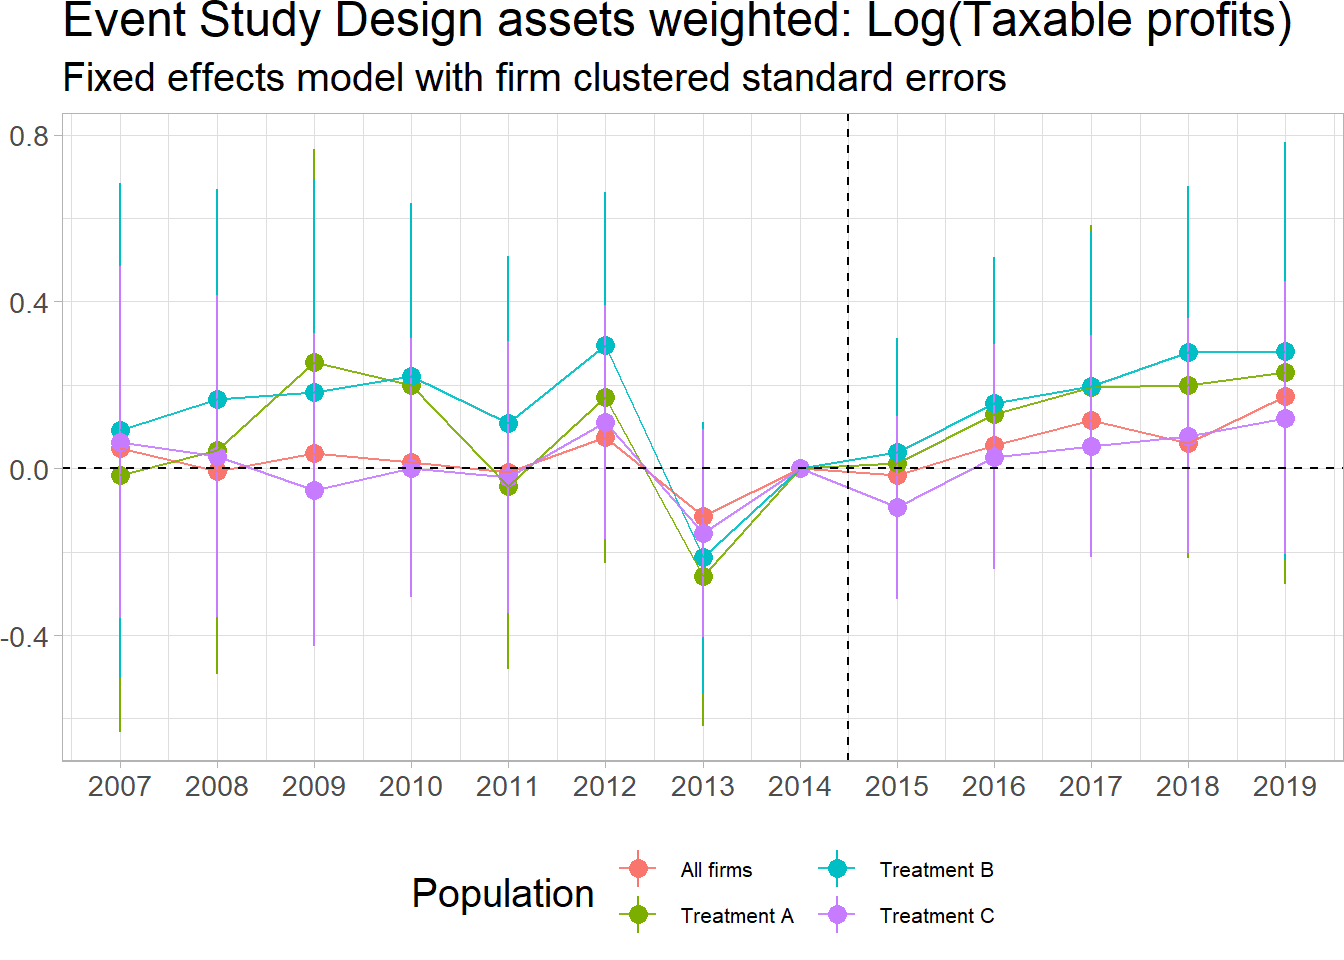 Event Study Design assets weighted: Log(Taxable profits)
Fixed effects model with firm clustered standard errors
0.8
0.4
0.0
-0.4
2007 2008 2009 2010 2011 2012 2013 2014 2015 2016 2017 2018 2019
Population
All firms
Treatment B
Treatment A
Treatment C